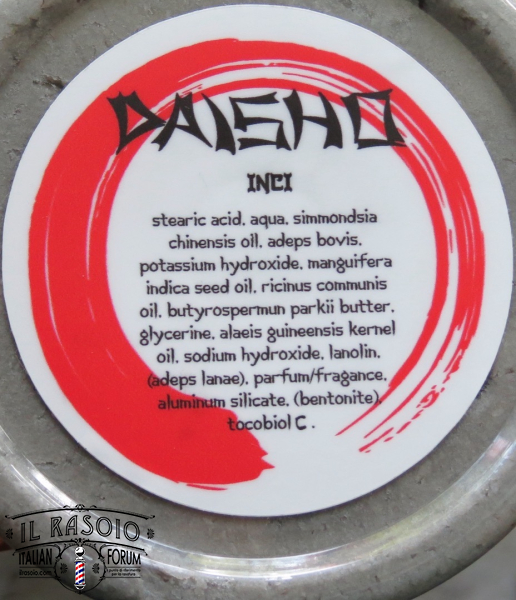 DAISHO
INCI
stearic acid, aqua, simmondsia
chinensis oil, adeps bovis,
potassium hydroxide, manguifera
indica seed oil, ricinus communis
oil, butyrospermun parkii butter,
glycerine, alaeis guineensis kernel
oil, sodium hydroxide, lanolin,
(adeps lanae), parfum/fragance,
aluminum silicate, (bentonite),
tocobiol C .
IL RASOIO
ITALIAN FORUM
ilrasoio.com